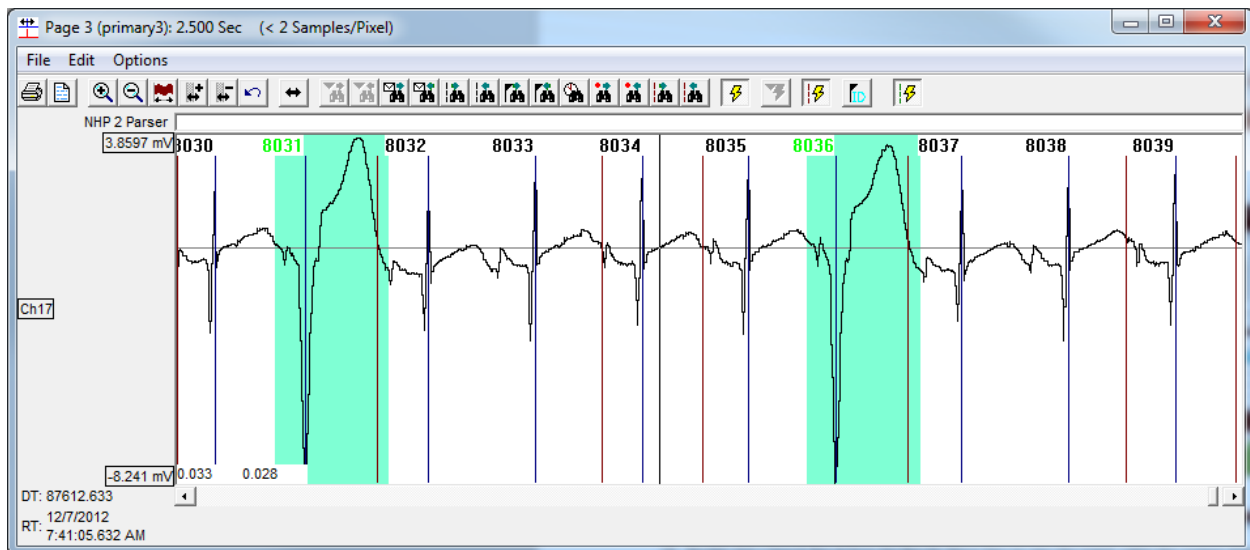 Page 3 (primary3): 2.500 Sec (< 2 Samples/Pixel)
File Edit Options
ID
NHP 2 Parser
3.8597 mV
8030 8031 8032 8033 8034 8035 8036 8037 8038 8039
Ch17
-8.241 mV
0.033 0.028
DT: 87612.633
RT: 12/7/2012
7:41:05.632 AM